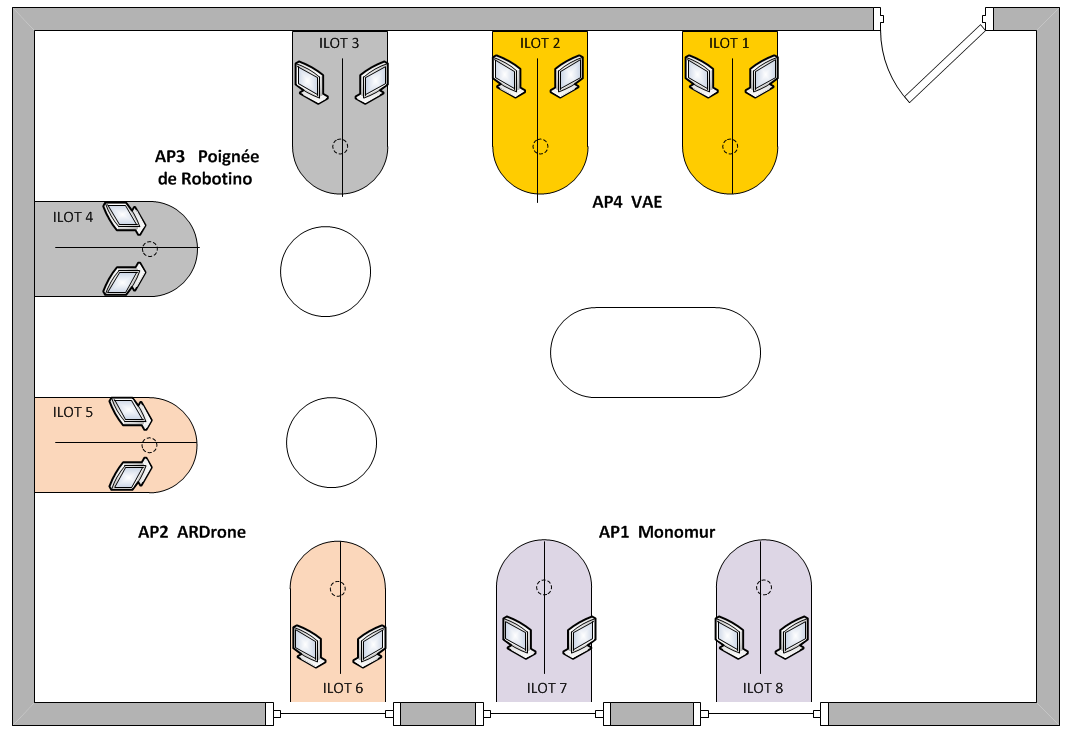 ILOT 3
ILOT 2
ILOT 1
AP3 Poignée
de Robotino
AP4 VAE
ILOT 4
ILOT 5
AP2 ARDrone
AP1 Monomur
ILOT 6
ILOT 7
ILOT 8